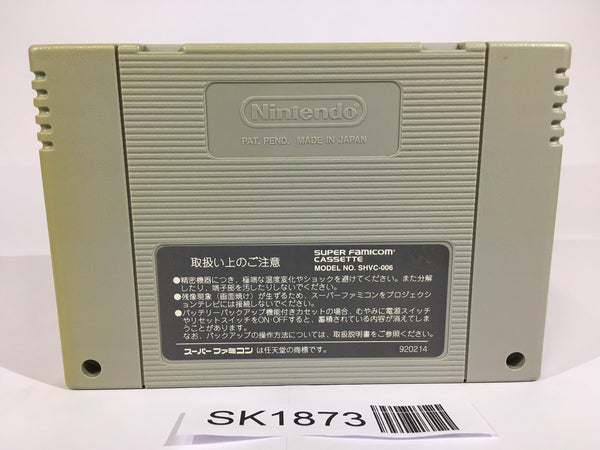 Nintendo
PAT. PEND. MADE IN JAPAN
取扱い上のご注意
SUPER FAMICOM
CASSETTE
MODEL NO. SHVC-006
●精密機器につき、極端な温度変化やショックを避けてください。また分解
したり、端子部を汚したりしないでください。
●残像現象(画面焼け)が生ずるため、スーパーファミコンをプロジェクシ
ョンテレビには接続しないでください。
●バッテリーバックアップ機能付きカセットの場合、むやみに電源スイッチ
やリセットスイッチをON・OFFすると、蓄積されている内容が消えてしま
うことがあります。
なお、バックアップの操作方法については、取扱説明書をご参照ください。
スーパーファミコンは任天堂の商標です。
920214
SK1873